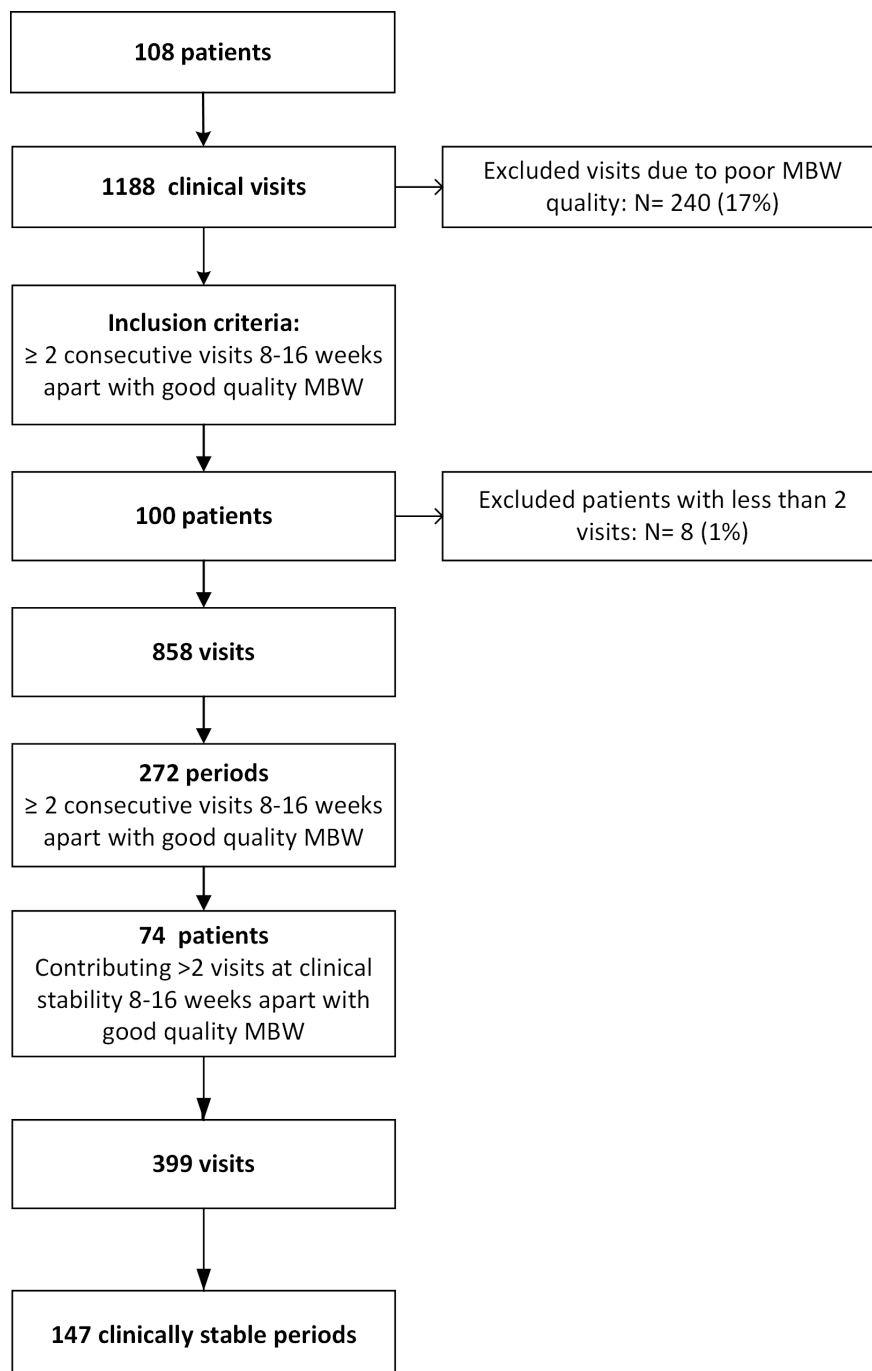 108 patients
1188 clinical visits
Excluded visits due to poor MBW
quality: N= 240 (17%)
Inclusion criteria:
≥ 2 consecutive visits 8-16 weeks
apart with good quality MBW
100 patients
Excluded patients with less than 2
visits: N= 8 (1%)
858 visits
272 periods
≥ 2 consecutive visits 8-16 weeks
apart with good quality MBW
74 patients
Contributing >2 visits at clinical
stability 8-16 weeks apart with
good quality MBW
399 visits
147 clinically stable periods